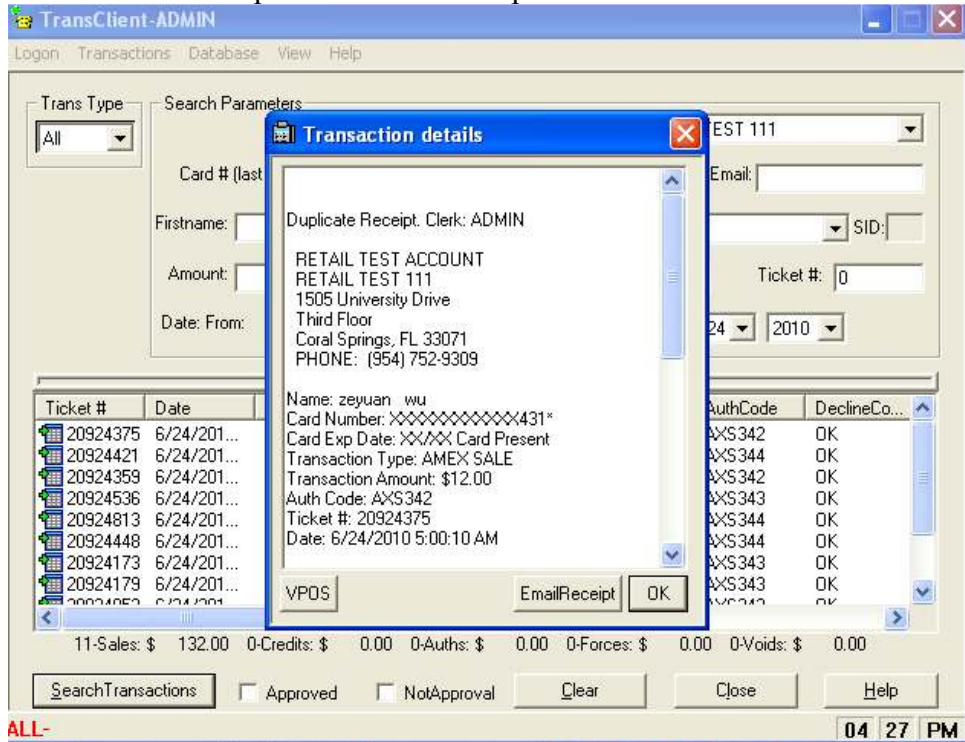 TransClient-ADMIN
Logon Transactions Database View Help
Trans Type
Search Parameters
All
EST 111
Card # (last
Email:
Firstname:
SID:
Amount:
Ticket #: 0
Date: From:
24 2010
Transaction details
Duplicate Receipt. Clerk: ADMIN
RETAIL TEST ACCOUNT
RETAIL TEST 111
1505 University Drive
Third Floor
Coral Springs, FL 33071
PHONE: (954) 752-9309
Name: zeyuan wu
Card Number: XXXXXXXXXXXX431*
Card Exp Date: XX/XX Card Present
Transaction Type: AMEX SALE
Transaction Amount: $12.00
Auth Code: AXS342
Ticket #: 20924375
Date: 6/24/2010 5:00:10 AM
VPOS EmailReceipt OK
Ticket # Date AuthCode DeclineCo...
20924375 6/24/201... AXS342 OK
20924421 6/24/201... AXS344 OK
20924359 6/24/201... AXS342 OK
20924536 6/24/201... AXS343 OK
20924813 6/24/201... AXS344 OK
20924448 6/24/201... AXS344 OK
20924173 6/24/201... AXS343 OK
20924179 6/24/201... AXS343 OK
11-Sales: $ 132.00 0-Credits: $ 0.00 0-Auths: $ 0.00 0-Forces: $ 0.00 0-Voids: $ 0.00
SearchTransactions Approved NotApproval Clear Close Help
ALL-
04 27 PM